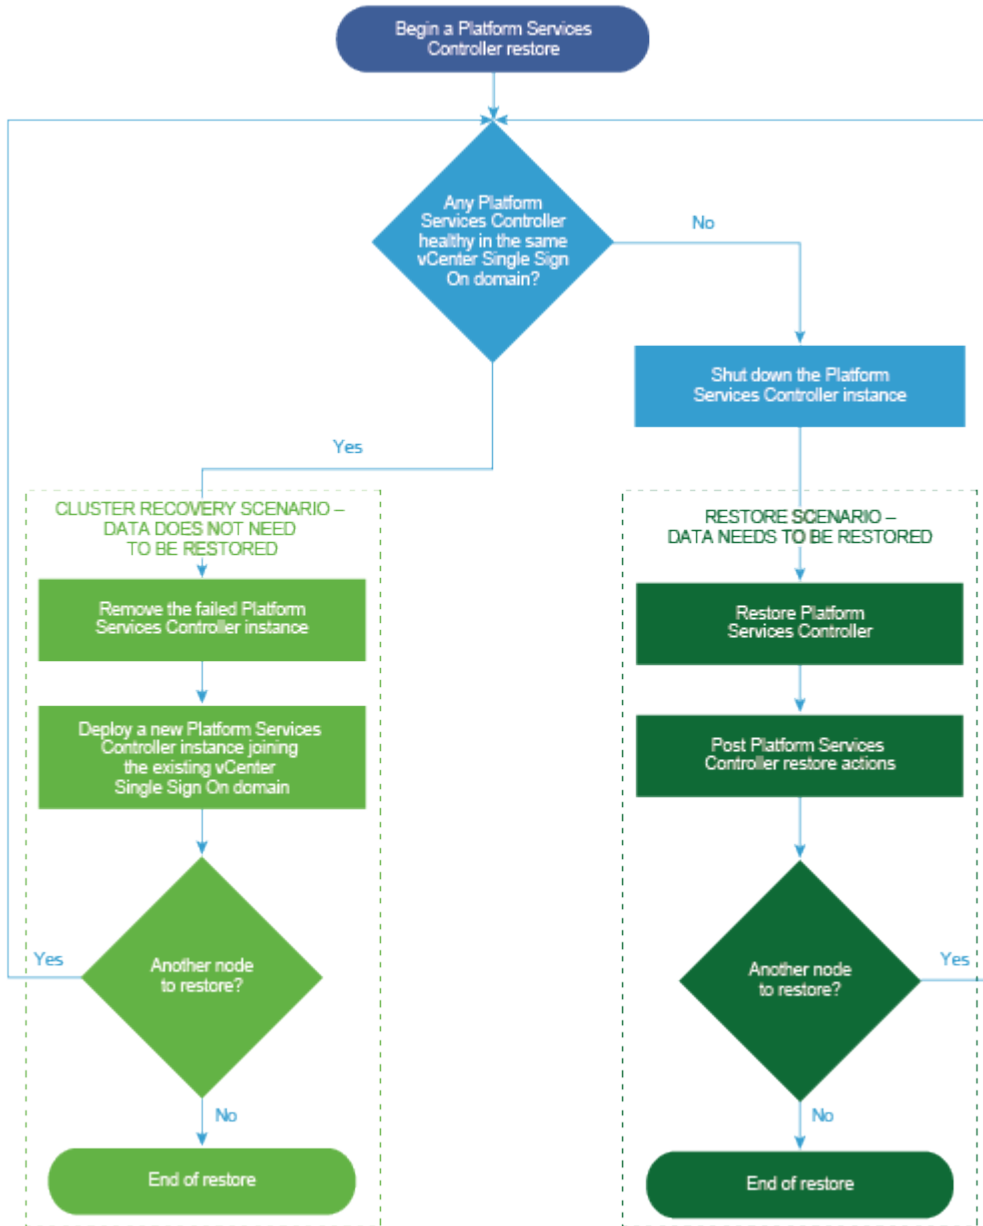 Begin a Platform Services
Controller restore
Any Platform
Services Controller
healthy in the same
vCenter Single Sign
On domain?
No
Shut down the Platform
Services Controller instance
Yes
CLUSTER RECOVERY SCENARIO –
DATA DOES NOT NEED
TO BE RESTORED
RESTORE SCENARIO –
DATA NEEDS TO BE RESTORED
Remove the failed Platform
Services Controller instance
Restore Platform
Services Controller
Deploy a new Platform Services
Controller instance joining
the existing vCenter
Single Sign On domain
Post Platform Services
Controller restore actions
Yes
Another node
to restore?
Another node
to restore?
Yes
No
No
End of restore
End of restore